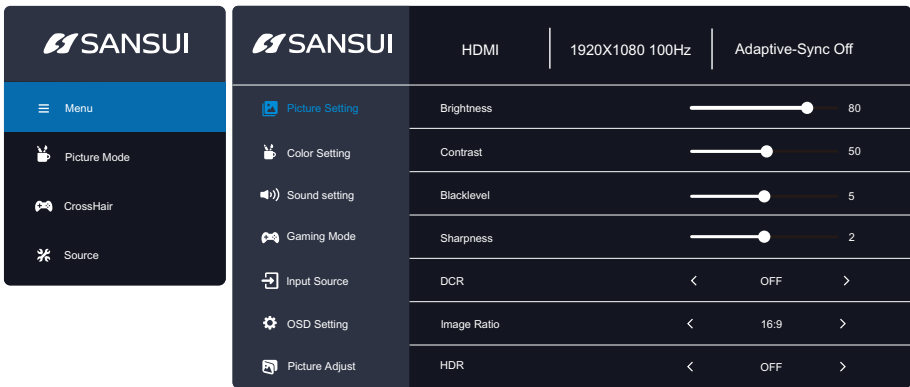 SANSUI
Menu
Picture Mode
CrossHair
Source
SANSUI HDMI 1920X1080 100Hz Adaptive-Sync Off
Picture Setting Brightness 80
Color Setting Contrast 50
Sound setting Blacklevel 5
Gaming Mode Sharpness 2
Input Source DCR OFF
OSD Setting Image Ratio 16:9
Picture Adjust HDR OFF